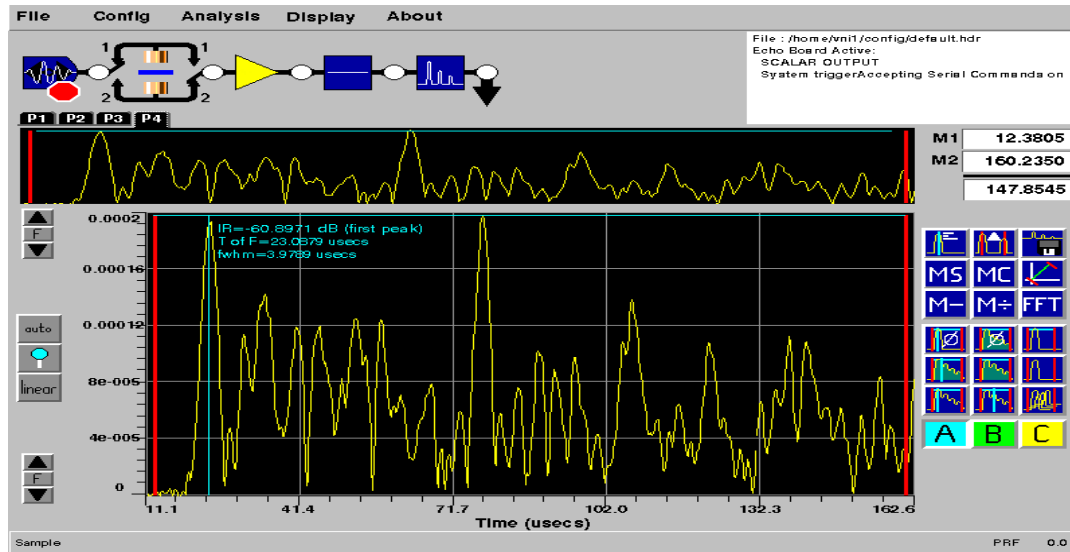 File Config Analysis Display About
File : /home/vni1/config/default.hdr
Echo Board Active:
SCALAR OUTPUT
System triggerAccepting Serial Commands on
1 1
2 2
P1 P2 P3 P4
M1 12.3805
M2 160.2350
147.8545
F
0.0002
0.00016
0.00012
8e-005
4e-005
0
IR=-60.8971 dB (first peak)
T of F=23.0879 usecs
fwhm=3.9789 usecs
MS MC
M- M÷ FFT
auto
linear
A B C
F
11.1 41.4 71.7 102.0 132.3 162.6
Time (usecs)
Sample PRF 0.0